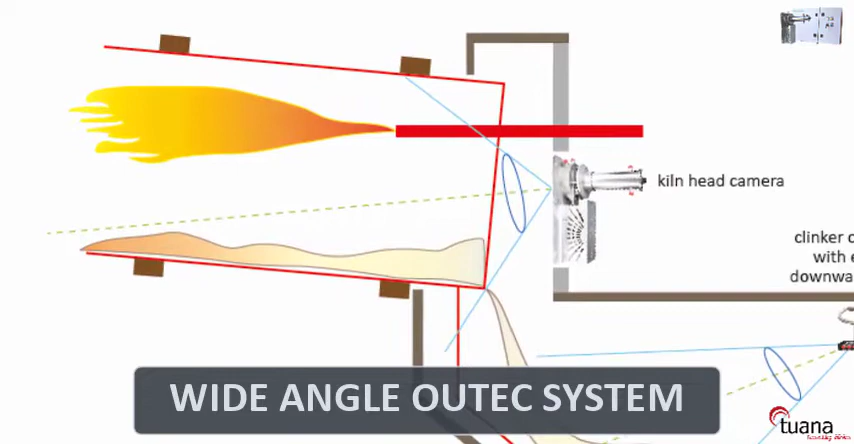 kiln head camera
clinker
with
downwa
WIDE ANGLE OUTEC SYSTEM
tuana